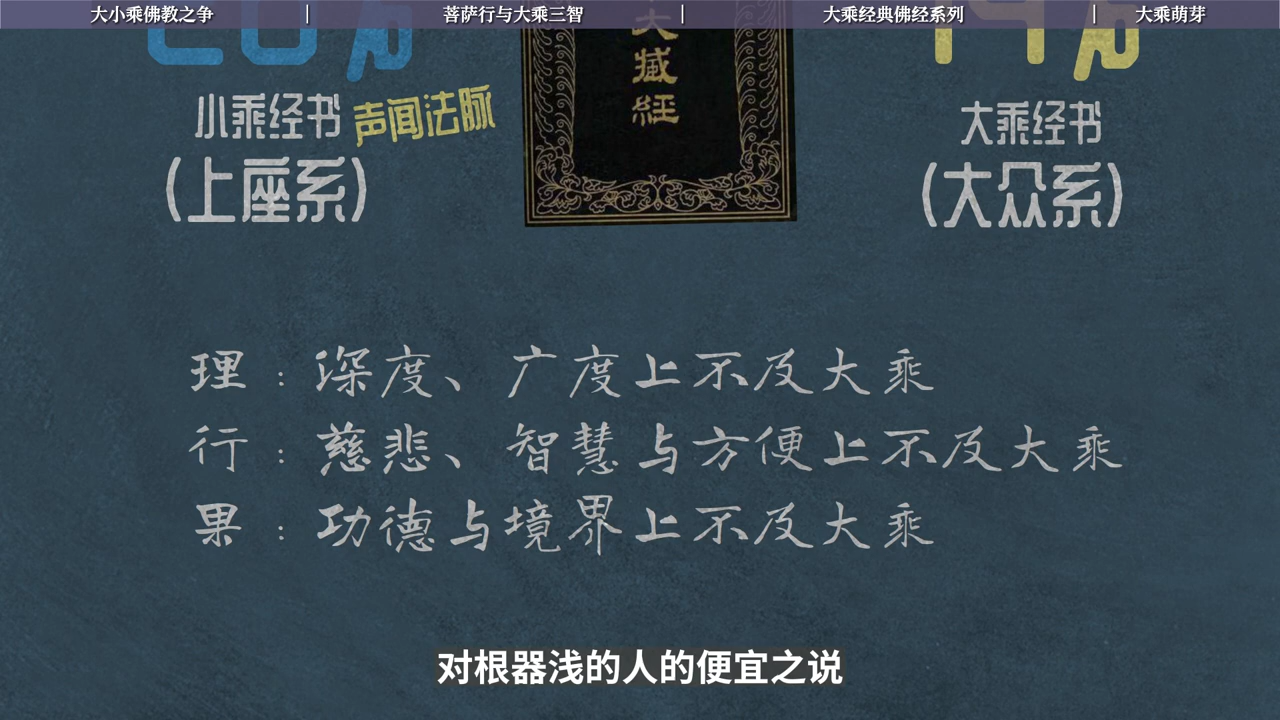 大小乘佛教之争 | 菩萨行与大乘三智 | 大乘经典佛经系列 | 大乘萌芽
大藏經
小乘经书 声闻法脉
(上座系)
大乘经书
(大众系)
理：深度、广度上不及大乘
行：慈悲、智慧与方便上不及大乘
果：功德与境界上不及大乘
对根器浅的人的便宜之说